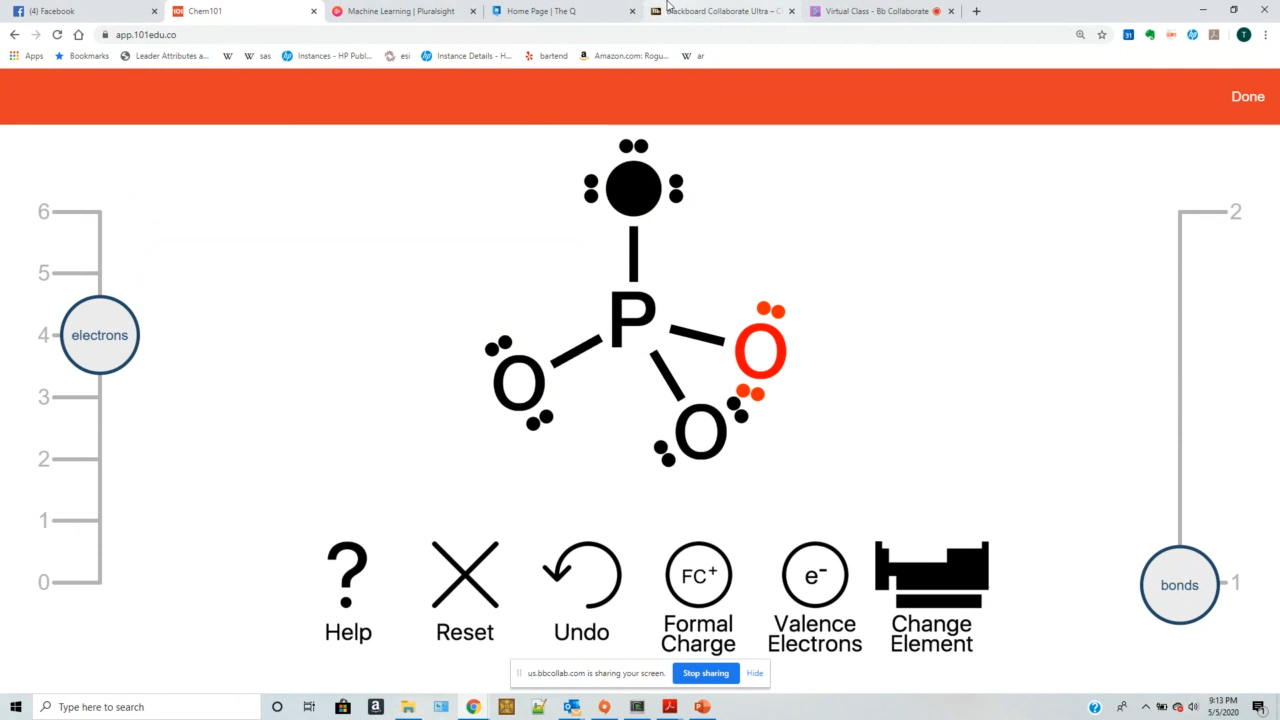 (4) Facebook
Chem101
Machine Learning | Pluralsight
Home Page | The Q
Blackboard Collaborate Ultra – C
Virtual Class - Bb Collaborate
app.101edu.co
Apps
Bookmarks
Leader Attributes a...
W
W sas
Instances - HP Publ...
esi
Instance Details - H...
bartend
Amazon.com: Rogu...
W ar
Done
6
5
electrons
4
3
2
1
0
P
O
O
O
2
bonds
1
?
FC+
e-
Help
Reset
Undo
Formal
Charge
Valence
Electrons
Change
Element
us.bbcollab.com is sharing your screen.
Stop sharing
Hide
Type here to search
9:13 PM
5/5/2020